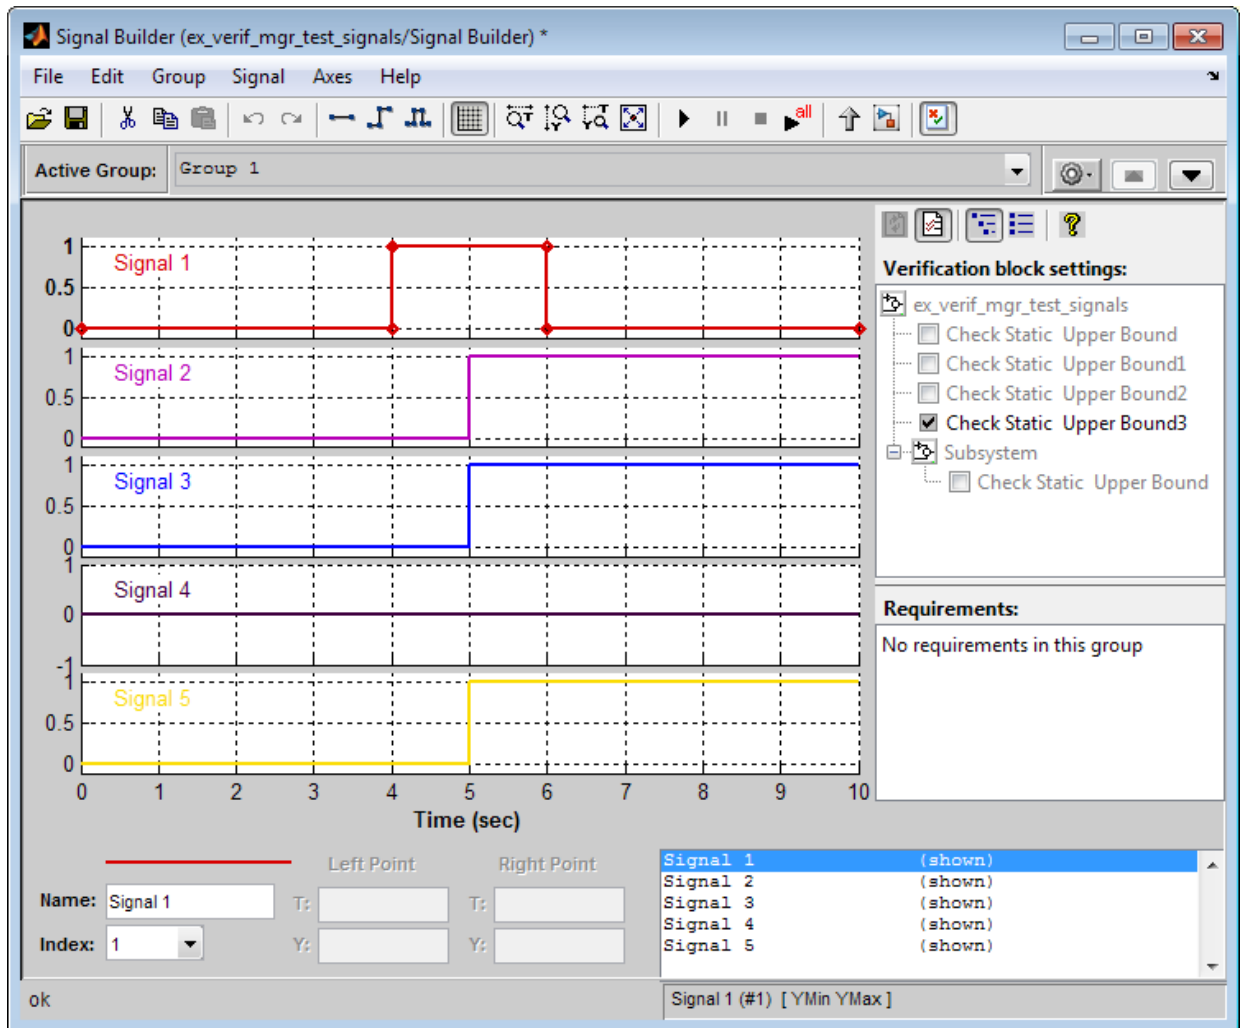 Signal Builder (ex_verif_mgr_test_signals/Signal Builder) *
File Edit Group Signal Axes Help
all
Active Group: Group 1
Verification block settings:
ex_verif_mgr_test_signals
Check Static Upper Bound
Check Static Upper Bound1
Check Static Upper Bound2
Check Static Upper Bound3
Subsystem
Check Static Upper Bound
Requirements:
No requirements in this group
1
Signal 1
0.5
0
1
Signal 2
0.5
0
1
Signal 3
0.5
0
1
Signal 4
0
-1
1
Signal 5
0.5
0
0 1 2 3 4 5 6 7 8 9 10
Time (sec)
Left Point Right Point
Name: Signal 1 T: T:
Index: 1 Y: Y:
Signal 1 (shown)
Signal 2 (shown)
Signal 3 (shown)
Signal 4 (shown)
Signal 5 (shown)
ok
Signal 1 (#1) [ YMin YMax ]